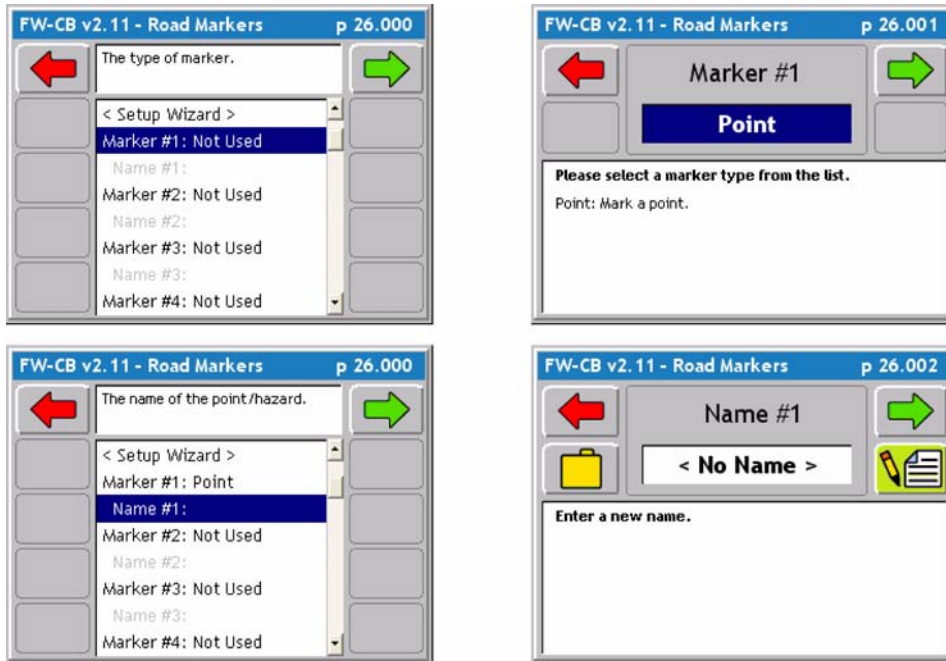 FW-CB v2.11 - Road Markers p 26.000
The type of marker.
< Setup Wizard >
Marker #1: Not Used
Name #1:
Marker #2: Not Used
Name #2:
Marker #3: Not Used
Name #3:
Marker #4: Not Used
FW-CB v2.11 - Road Markers p 26.001
Marker #1
Point
Please select a marker type from the list.
Point: Mark a point.
FW-CB v2.11 - Road Markers p 26.000
The name of the point/hazard.
< Setup Wizard >
Marker #1: Point
Name #1:
Marker #2: Not Used
Name #2:
Marker #3: Not Used
Name #3:
Marker #4: Not Used
FW-CB v2.11 - Road Markers p 26.002
Name #1
< No Name >
Enter a new name.